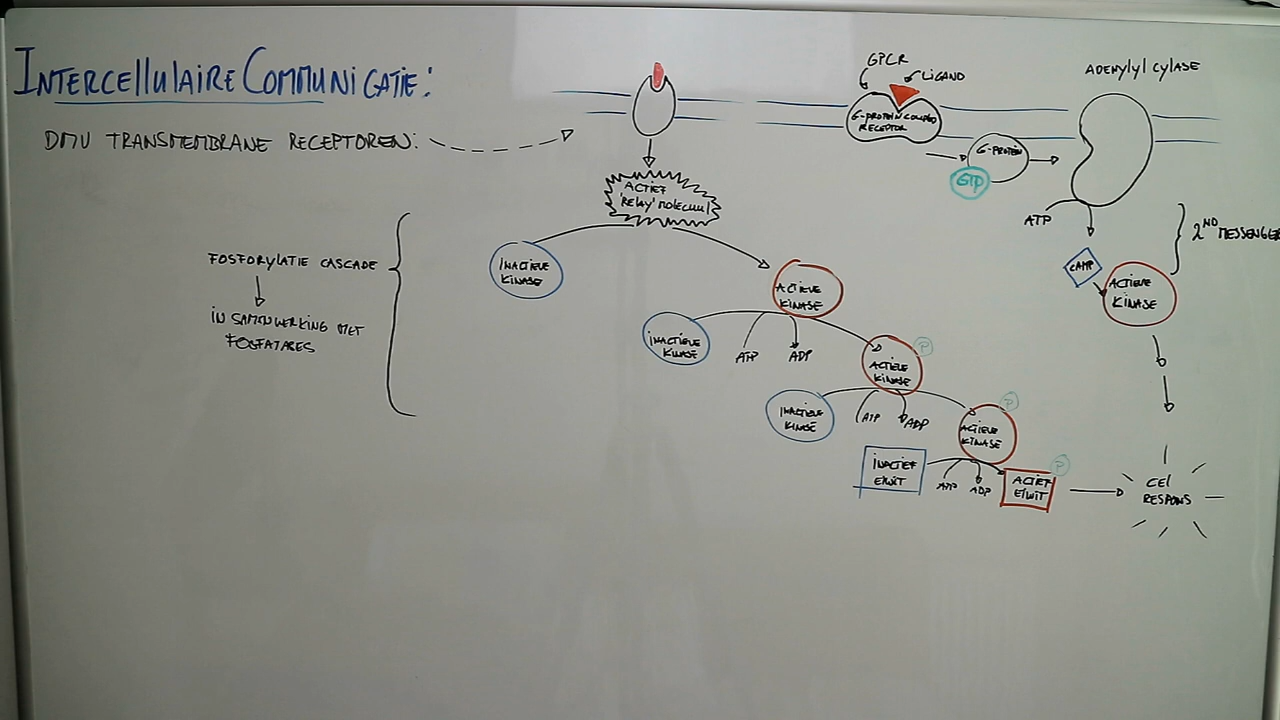 INTERCELLULAIRE COMMUNICATIE:
DMV TRANSMEMBRANE RECEPTOREN:
FOSFORYLATIE CASCADE
IN SAMENWERKING MET
FOSFATASES
ACTIEF
'RELAY' MOLECUUL
INACTIEVE
KINASE
ACTIEVE
KINASE
INACTIEVE
KINASE
ATP
ADP
P
ACTIEVE
KINASE
INACTIEVE
KINASE
ATP
ADP
P
ACTIEVE
KINASE
INACTIEF
EIWIT
ATP
ADP
P
ACTIEF
EIWIT
GPCR
LIGAND
G-PROTEIN COUPLED
RECEPTOR
G-PROTEIN
GTP
ADENYLYL CYLASE
ATP
cAMP
ACTIEVE
KINASE
2ND MESSENGER
CEL
RESPONS